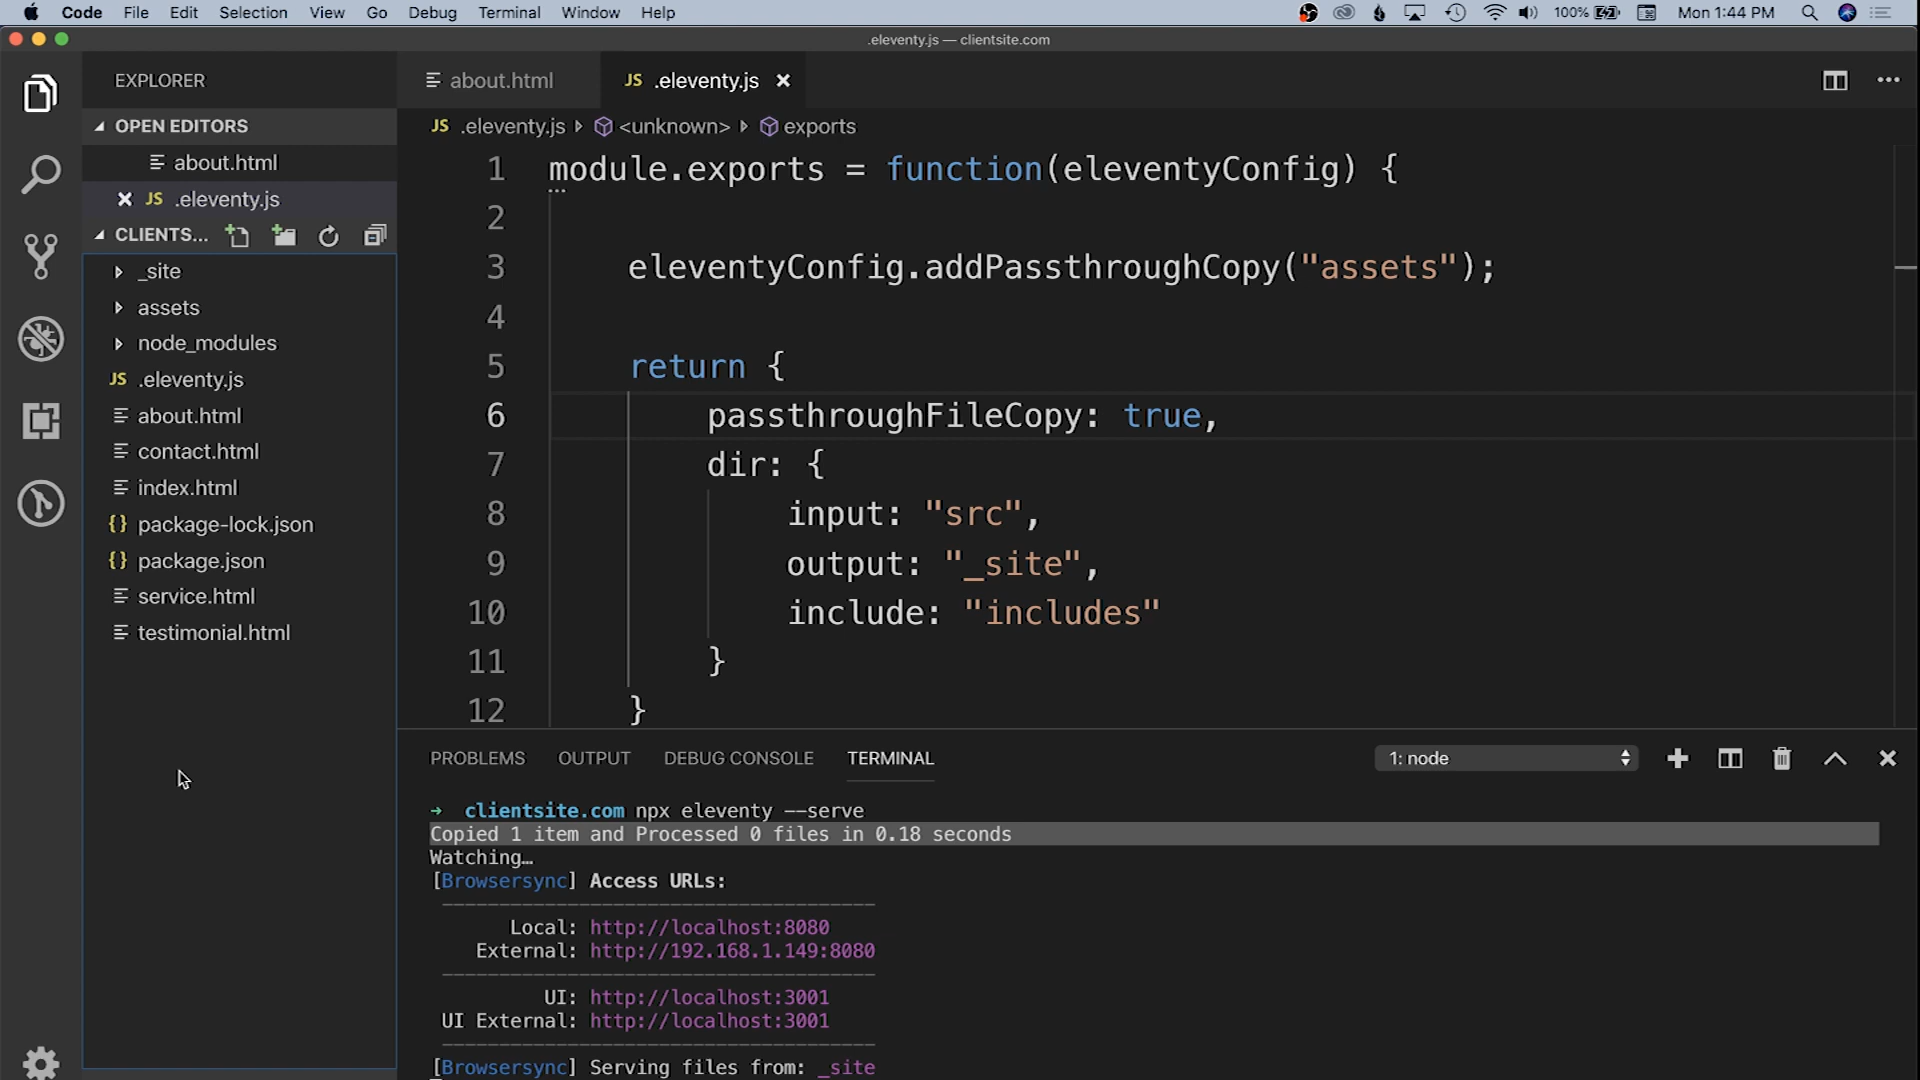 Code File Edit Selection View Go Debug Terminal Window Help 100% Mon 1:44 PM
.eleventy.js — clientsite.com
EXPLORER
OPEN EDITORS
about.html
JS .eleventy.js
CLIENTS...
_site
assets
node_modules
JS .eleventy.js
about.html
contact.html
index.html
{} package-lock.json
{} package.json
service.html
testimonial.html
about.html JS .eleventy.js
JS .eleventy.js <unknown> exports
1 module.exports = function(eleventyConfig) {
2
3 eleventyConfig.addPassthroughCopy("assets");
4
5 return {
6 passthroughFileCopy: true,
7 dir: {
8 input: "src",
9 output: "_site",
10 include: "includes"
11 }
12 }
PROBLEMS OUTPUT DEBUG CONSOLE TERMINAL 1: node
→ clientsite.com npx eleventy --serve
Copied 1 item and Processed 0 files in 0.18 seconds
Watching…
[Browsersync] Access URLs:
Local: http://localhost:8080
External: http://192.168.1.149:8080
UI: http://localhost:3001
UI External: http://localhost:3001
[Browsersync] Serving files from: _site